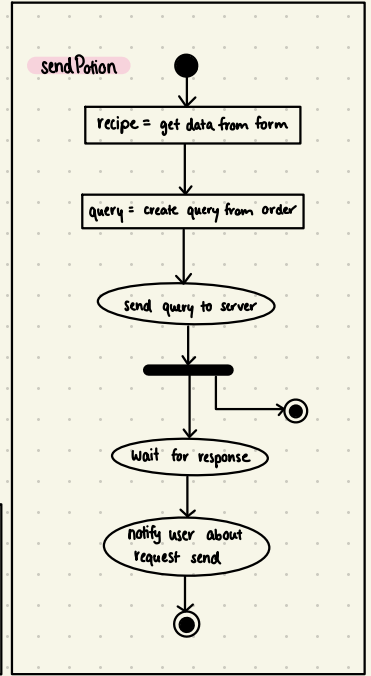 sendPotion
recipe = get data from form
query = create query from order
send query to server
Wait for response
notify user about
request send